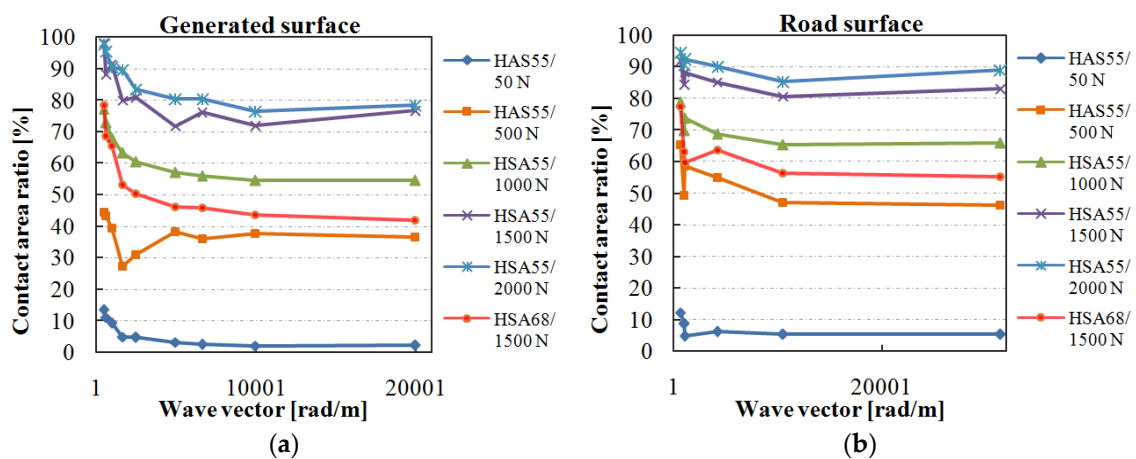 Generated surface
Contact area ratio [%]
100
90
80
70
60
50
40
30
20
10
0
1
10001
20001
Wave vector [rad/m]
HAS55/
50 N
HAS55/
500 N
HSA55/
1000 N
HSA55/
1500 N
HSA55/
2000 N
HSA68/
1500 N
(a)
Road surface
Contact area ratio [%]
100
90
80
70
60
50
40
30
20
10
0
1
20001
Wave vector [rad/m]
HAS55/
50 N
HAS55/
500 N
HSA55/
1000 N
HSA55/
1500 N
HSA55/
2000 N
HSA68/
1500 N
(b)